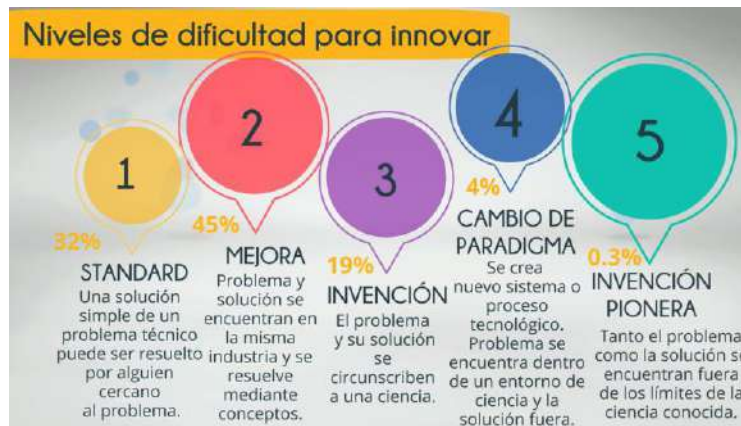 Niveles de dificultad para innovar
1
32%
STANDARD
Una solución
simple de un
problema técnico
puede ser resuelto
por alguien
cercano
al problema.
2
45%
MEJORA
Problema y
solución se
encuentran en
la misma
industria y se
resuelve
mediante
conceptos.
3
19%
INVENCIÓN
El problema
y su solución
se
circunscriben
a una ciencia.
4
4%
CAMBIO DE
PARADIGMA
Se crea
nuevo sistema o
proceso
tecnológico.
Problema se
encuentra dentro
de un entorno de
ciencia y la
solución fuera.
5
0.3%
INVENCIÓN
PIONERA
Tanto el problema
como la solución se
encuentran fuera
de los límites de la
ciencia conocida.